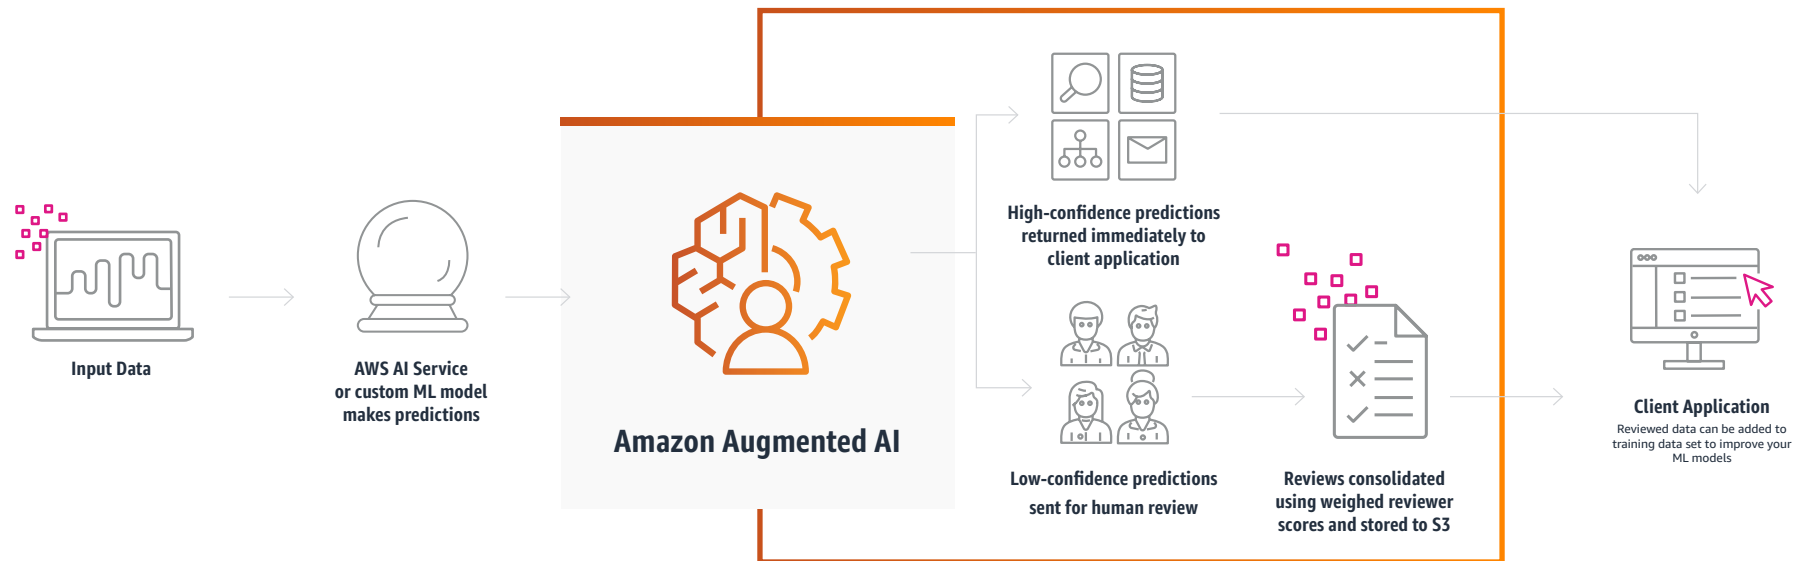 Input Data
AWS AI Service
or custom ML model
makes predictions
Amazon Augmented AI
High-confidence predictions
returned immediately to
client application
Low-confidence predictions
sent for human review
Reviews consolidated
using weighed reviewer
scores and stored to S3
Client Application
Reviewed data can be added to
training data set to improve your
ML models